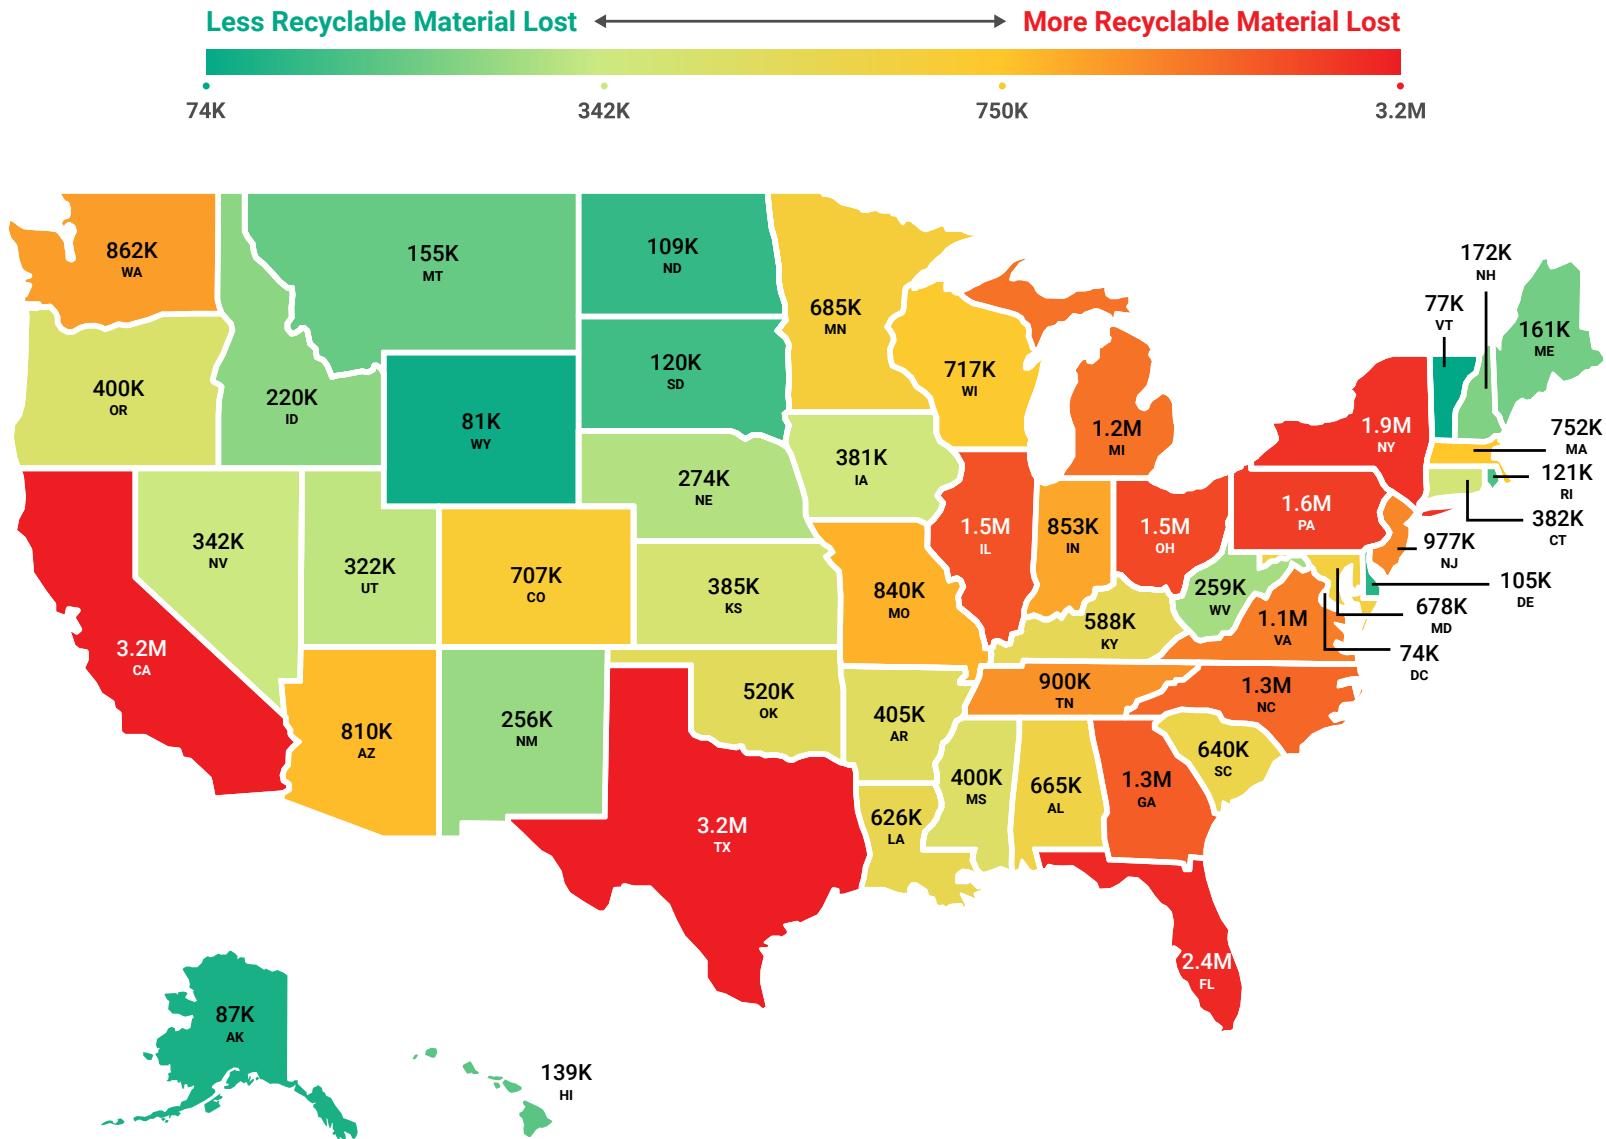 Less Recyclable Material Lost
More Recyclable Material Lost
74K
342K
750K
3.2M
862K
WA
155K
MT
109K
ND
685K
MN
172K
NH
77K
VT
161K
ME
400K
OR
220K
ID
81K
WY
120K
SD
717K
WI
1.2M
MI
1.9M
NY
752K
MA
121K
RI
382K
CT
274K
NE
381K
IA
342K
NV
322K
UT
707K
CO
385K
KS
840K
MO
1.5M
IL
853K
IN
1.5M
OH
1.6M
PA
977K
NJ
105K
DE
678K
MD
74K
DC
259K
WV
588K
KY
1.1M
VA
3.2M
CA
810K
AZ
256K
NM
520K
OK
405K
AR
900K
TN
1.3M
NC
640K
SC
400K
MS
665K
AL
1.3M
GA
626K
LA
3.2M
TX
2.4M
FL
87K
AK
139K
HI